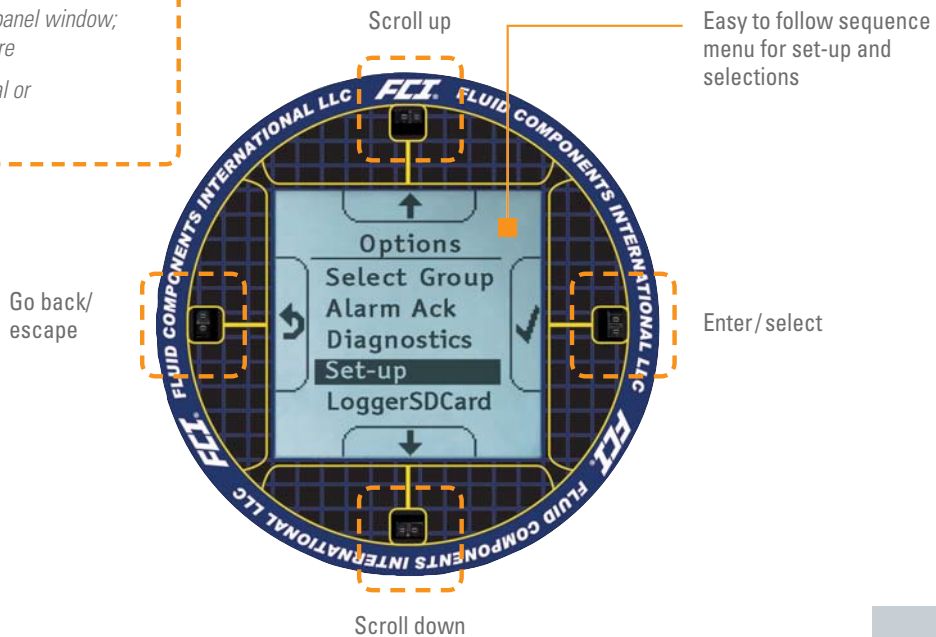 panel window;
re
al or
Scroll up
Easy to follow sequence
menu for set-up and
selections
FCI. FLUID COMPONENTS INTERNATIONAL LLC
FCI. FLUID COMPONENTS INTERNATIONAL LLC
FCI. FLUID COMPONENTS INTERNATIONAL LLC
Options
Select Group
Alarm Ack
Diagnostics
Set-up
LoggerSDCard
Go back/
escape
Enter/select
Scroll down